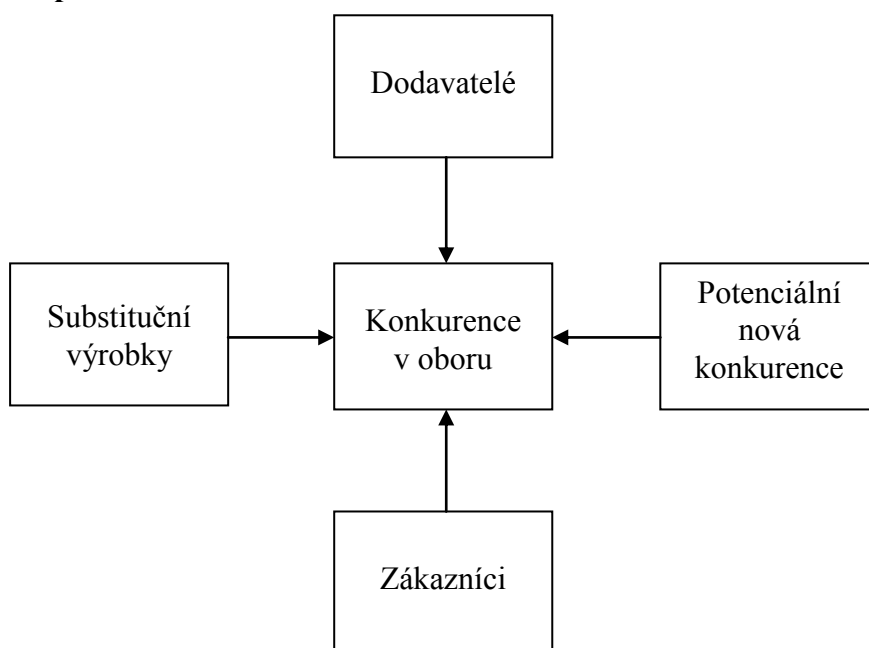 Dodavatelé
Substituční
výrobky
Konkurence
v oboru
Potenciální
nová
konkurence
Zákazníci